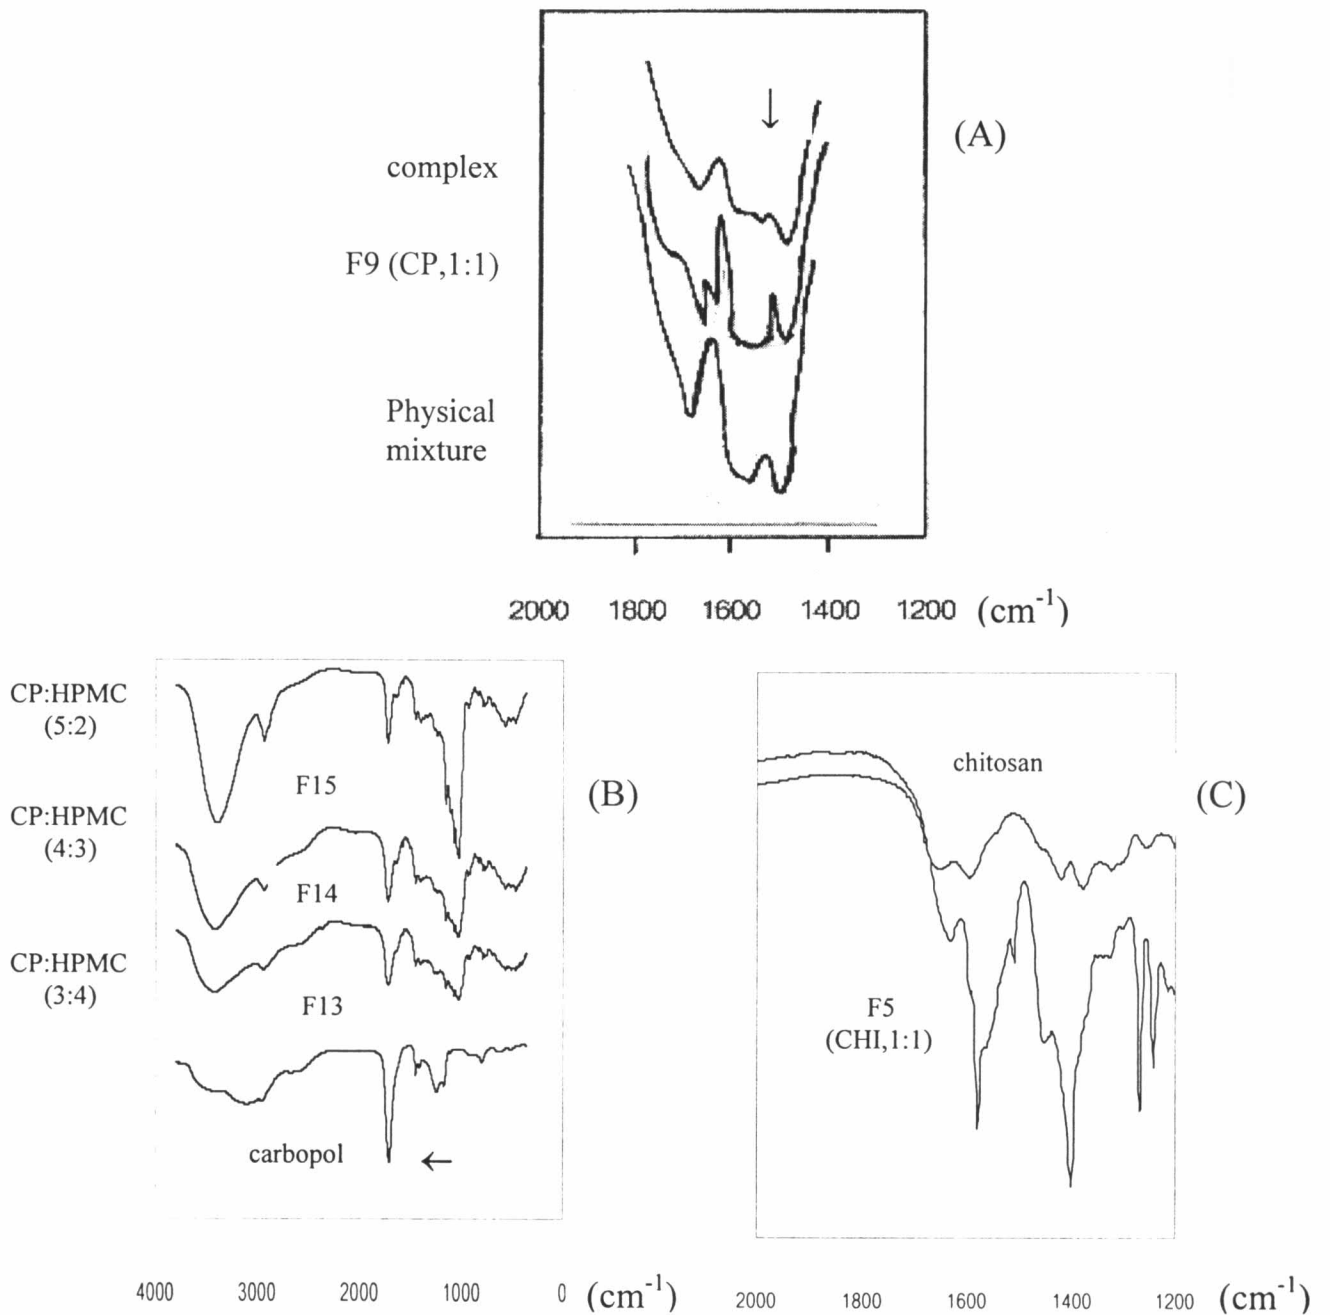 (A)
complex
F9 (CP,1:1)
Physical
mixture
2000 1800 1600 1400 1200 (cm-1)
CP:HPMC
(5:2)
F15
(B)
CP:HPMC
(4:3)
F14
CP:HPMC
(3:4)
F13
carbopol
←
4000 3000 2000 1000 0 (cm-1)
chitosan
(C)
F5
(CHI,1:1)
2000 1800 1600 1400 1200 (cm-1)